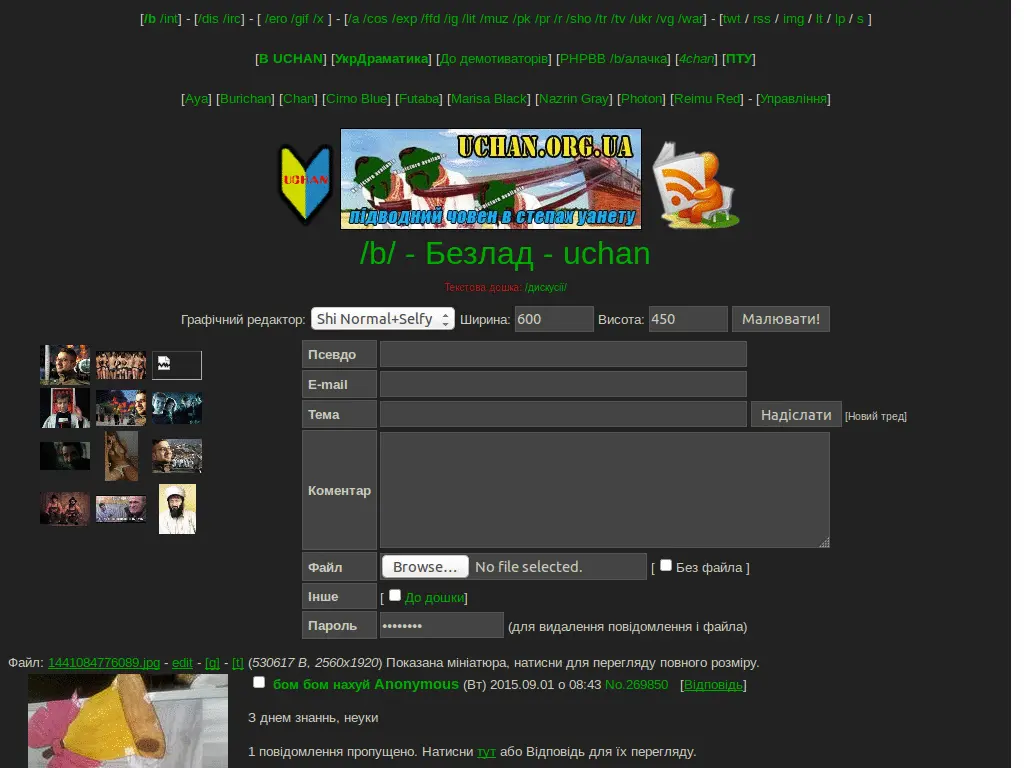 [/b /int] - [/dis /irc] - [ /ero /gif /x ] - [/a /cos /exp /ffd /ig /lit /muz /pk /pr /r /sho /tr /tv /ukr /vg /war] - [twt / rss / img / lt / lp / s ]
[В UCHAN] [УкрДраматика] [До демотиваторів] [PHPBB /b/алачка] [4chan] [ПТУ]
[Aya] [Burichan] [Chan] [Cirno Blue] [Futaba] [Marisa Black] [Nazrin Gray] [Photon] [Reimu Red] - [Управління]
UCHAN.ORG.UA
UCHAN
підводний човен в степах уанету
/b/ - Безлад - uchan
Текстова дошка: /дискусії/
Графічний редактор: Shi Normal+Selfy Ширина: 600 Висота: 450 Малювати!
Псевдо
E-mail
Тема Надіслати [Новий тред]
Коментар
Файл Browse... No file selected. [ Без файла ]
Інше [ До дошки]
Пароль •••••••• (для видалення повідомлення і файла)
Файл: 1441084776089.jpg - edit - [g] - [t] (530617 B, 2560x1920) Показана мініатюра, натисни для перегляду повного розміру.
бом бом нахуй Anonymous (Вт) 2015.09.01 о 08:43 No.269850 [Відповідь]
З днем знаннь, неуки
1 повідомлення пропущено. Натисни тут або Відповідь для їх перегляду.